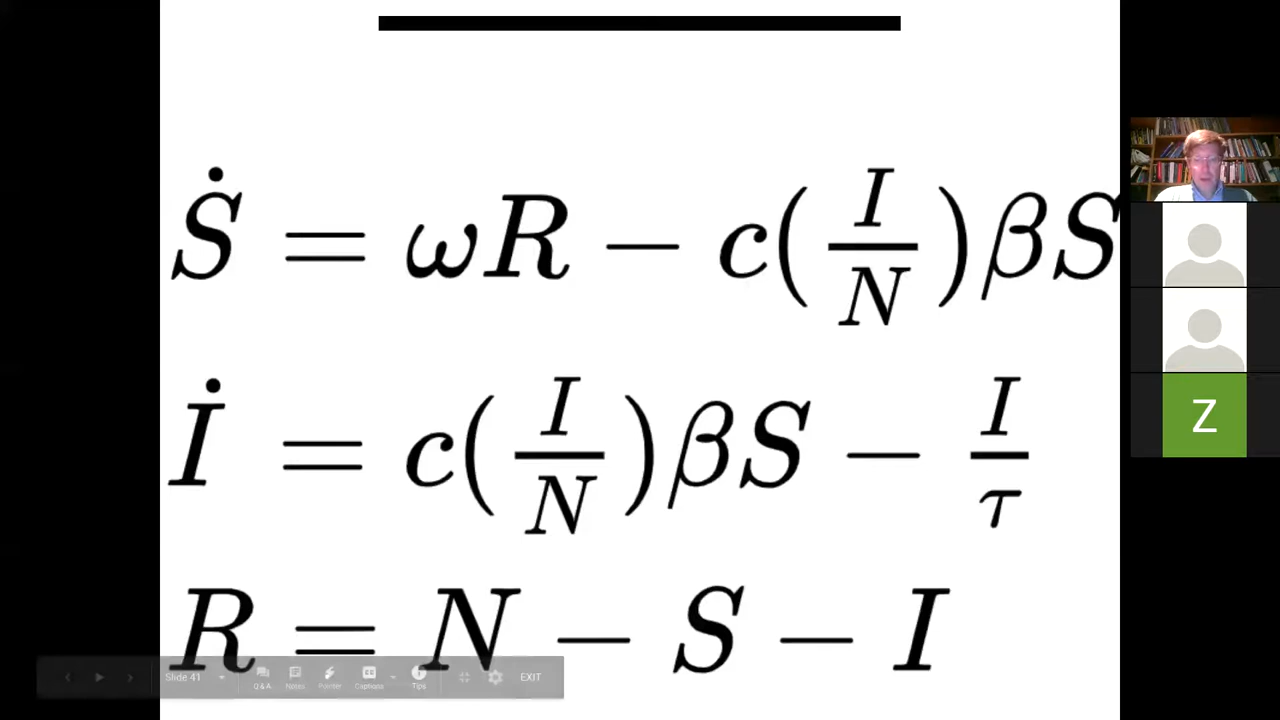 Ṡ = ωR − c(I/N)βS
İ = c(I/N)βS − I/τ
R = N − S − I
Z
Slide 41
Q & A
Notes
Pointer
Captions
Tips
EXIT